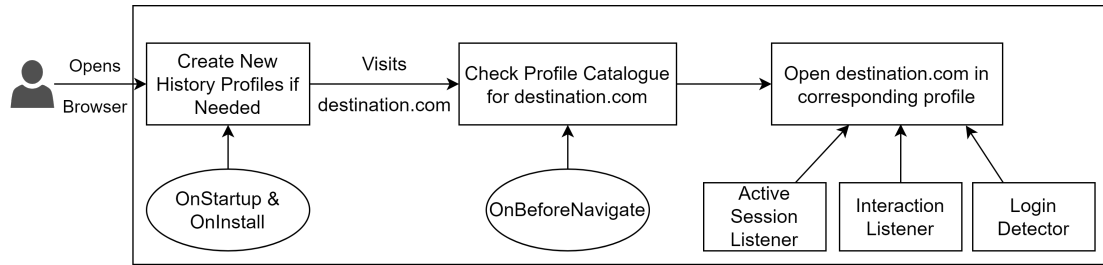 Opens
Browser
Create New
History Profiles if
Needed
Visits
destination.com
Check Profile Catalogue
for destination.com
Open destination.com in
corresponding profile
OnStartup &
OnInstall
OnBeforeNavigate
Active
Session
Listener
Interaction
Listener
Login
Detector